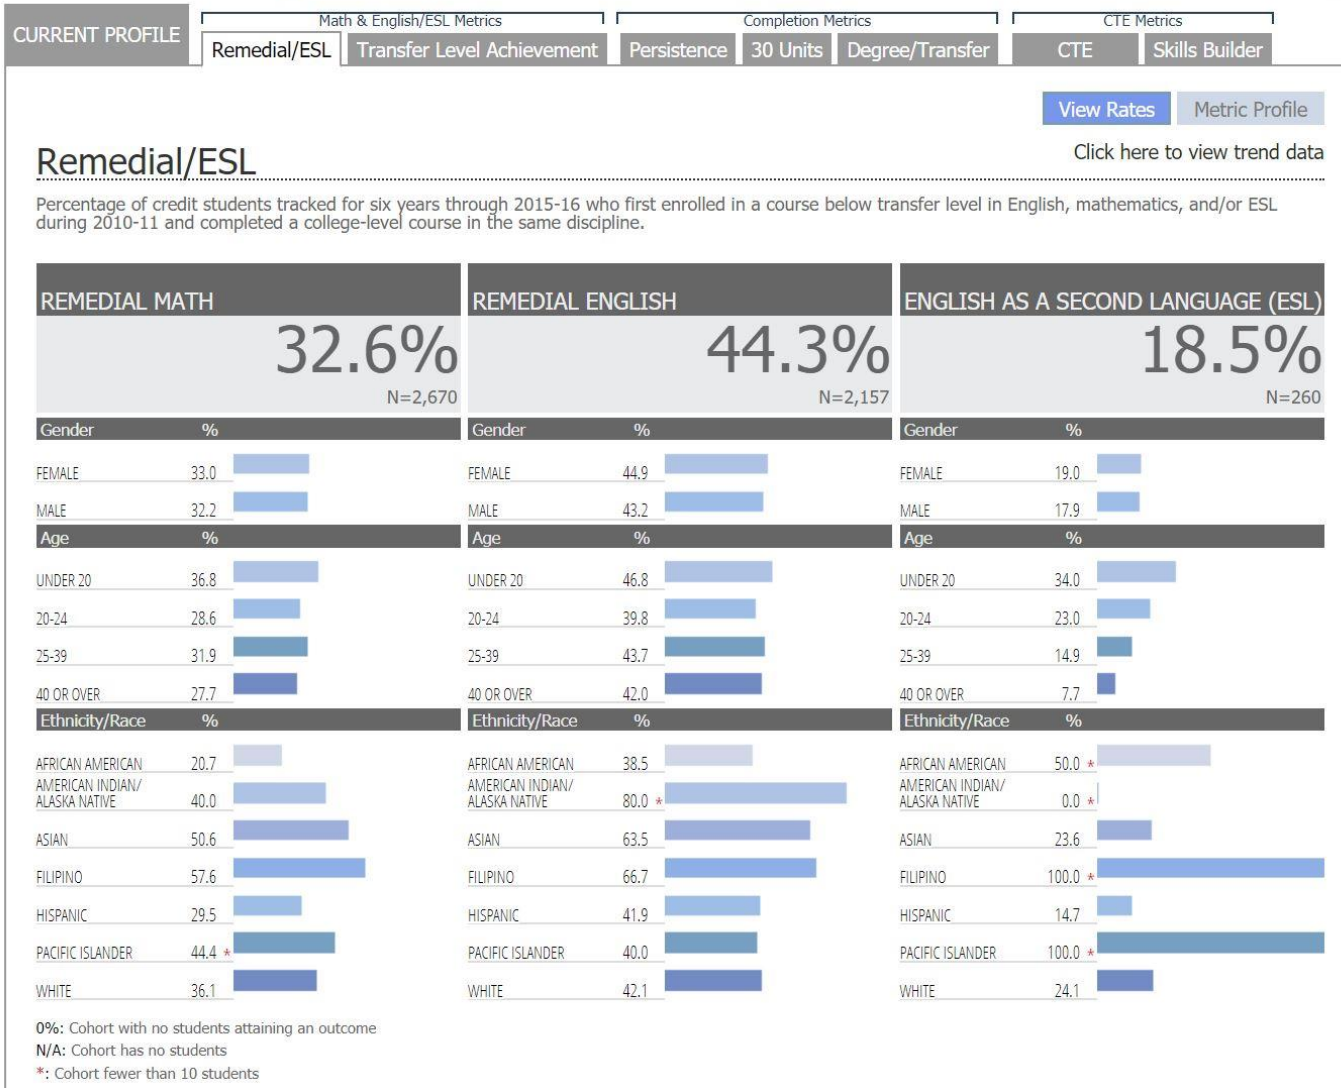 CURRENT PROFILE
Math & English/ESL Metrics
Completion Metrics
CTE Metrics
Remedial/ESL
Transfer Level Achievement
Persistence
30 Units
Degree/Transfer
CTE
Skills Builder
View Rates
Metric Profile
Remedial/ESL
Click here to view trend data
Percentage of credit students tracked for six years through 2015-16 who first enrolled in a course below transfer level in English, mathematics, and/or ESL
during 2010-11 and completed a college-level course in the same discipline.
REMEDIAL MATH
32.6%
N=2,670
Gender %
FEMALE 33.0
MALE 32.2
Age %
UNDER 20 36.8
20-24 28.6
25-39 31.9
40 OR OVER 27.7
Ethnicity/Race %
AFRICAN AMERICAN 20.7
AMERICAN INDIAN/
ALASKA NATIVE 40.0
ASIAN 50.6
FILIPINO 57.6
HISPANIC 29.5
PACIFIC ISLANDER 44.4 *
WHITE 36.1
REMEDIAL ENGLISH
44.3%
N=2,157
Gender %
FEMALE 44.9
MALE 43.2
Age %
UNDER 20 46.8
20-24 39.8
25-39 43.7
40 OR OVER 42.0
Ethnicity/Race %
AFRICAN AMERICAN 38.5
AMERICAN INDIAN/
ALASKA NATIVE 80.0 *
ASIAN 63.5
FILIPINO 66.7
HISPANIC 41.9
PACIFIC ISLANDER 40.0
WHITE 42.1
ENGLISH AS A SECOND LANGUAGE (ESL)
18.5%
N=260
Gender %
FEMALE 19.0
MALE 17.9
Age %
UNDER 20 34.0
20-24 23.0
25-39 14.9
40 OR OVER 7.7
Ethnicity/Race %
AFRICAN AMERICAN 50.0 *
AMERICAN INDIAN/
ALASKA NATIVE 0.0 *
ASIAN 23.6
FILIPINO 100.0 *
HISPANIC 14.7
PACIFIC ISLANDER 100.0 *
WHITE 24.1
0%: Cohort with no students attaining an outcome
N/A: Cohort has no students
*: Cohort fewer than 10 students